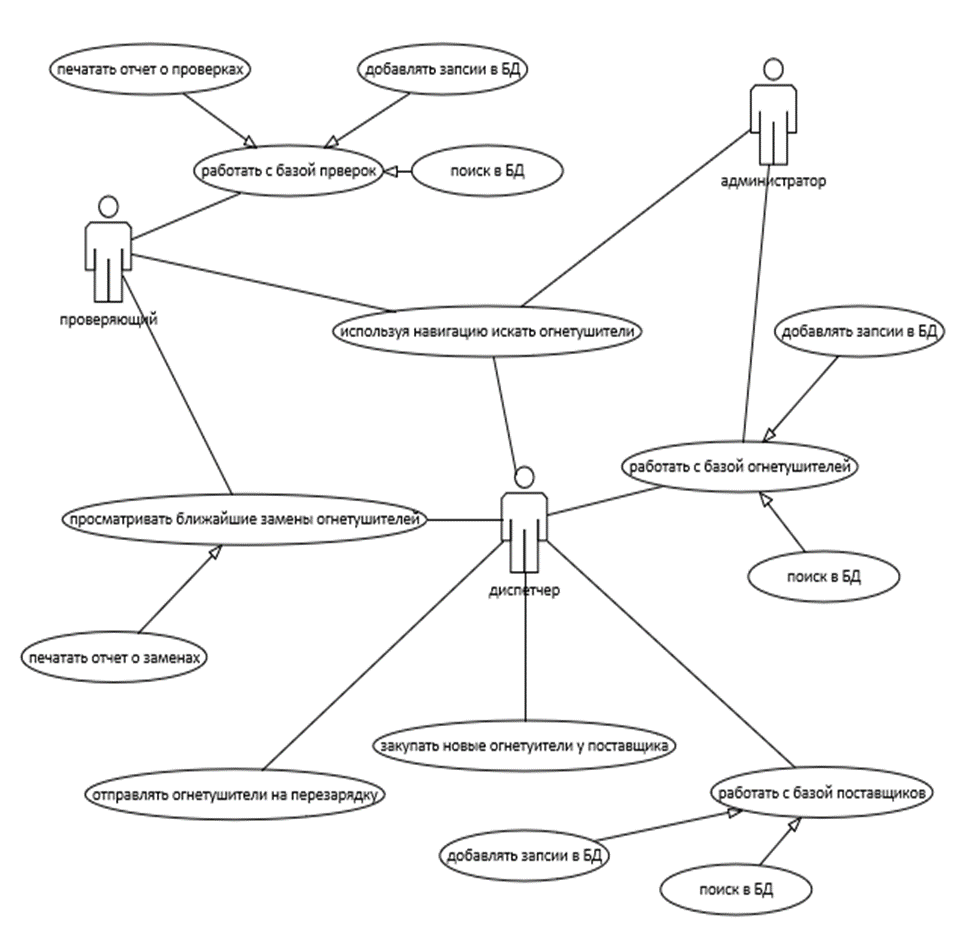 печатать отчет о проверках
добавлять запсии в БД
работать с базой прверок
поиск в БД
администратор
проверяющий
используя навигацию искать огнетушители
добавлять запсии в БД
работать с базой огнетушителей
просматривать ближайшие замены огнетушителей
поиск в БД
диспетчер
печатать отчет о заменах
закупать новые огнетуители у поставщика
отправлять огнетушители на перезарядку
работать с базой поставщиков
добавлять запсии в БД
поиск в БД